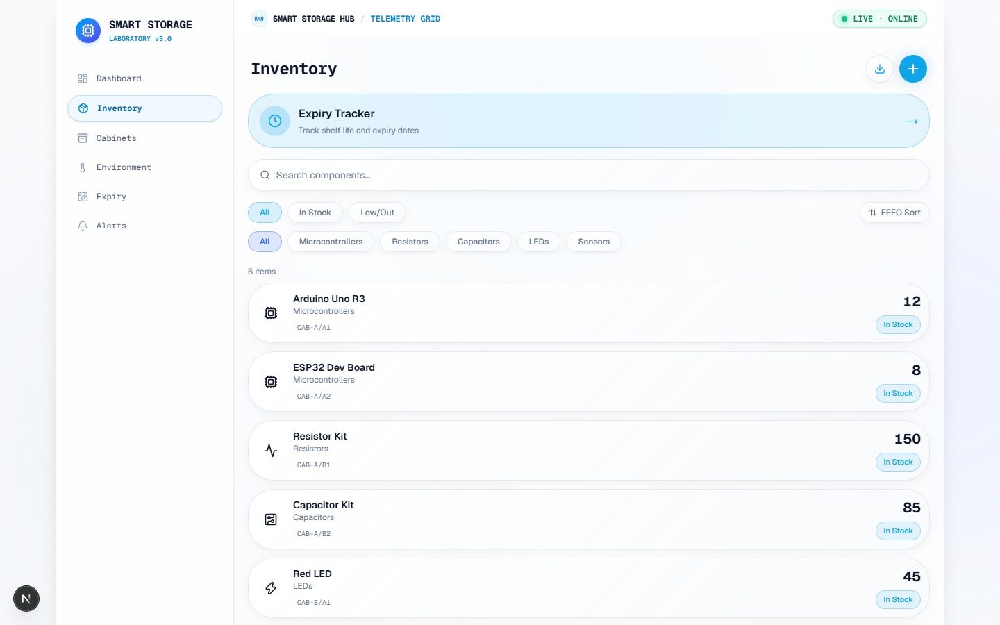 SMART STORAGE
LABORATORY v3.0
Dashboard
Inventory
Cabinets
Environment
Expiry
Alerts
SMART STORAGE HUB / TELEMETRY GRID
LIVE · ONLINE
Inventory
Expiry Tracker
Track shelf life and expiry dates
→
Search components...
All
In Stock
Low/Out
FEFO Sort
All
Microcontrollers
Resistors
Capacitors
LEDs
Sensors
6 items
Arduino Uno R3
Microcontrollers
CAB-A/A1
12
In Stock
ESP32 Dev Board
Microcontrollers
CAB-A/A2
8
In Stock
Resistor Kit
Resistors
CAB-A/B1
150
In Stock
Capacitor Kit
Capacitors
CAB-A/B2
85
In Stock
Red LED
LEDs
CAB-B/A1
45
In Stock
N